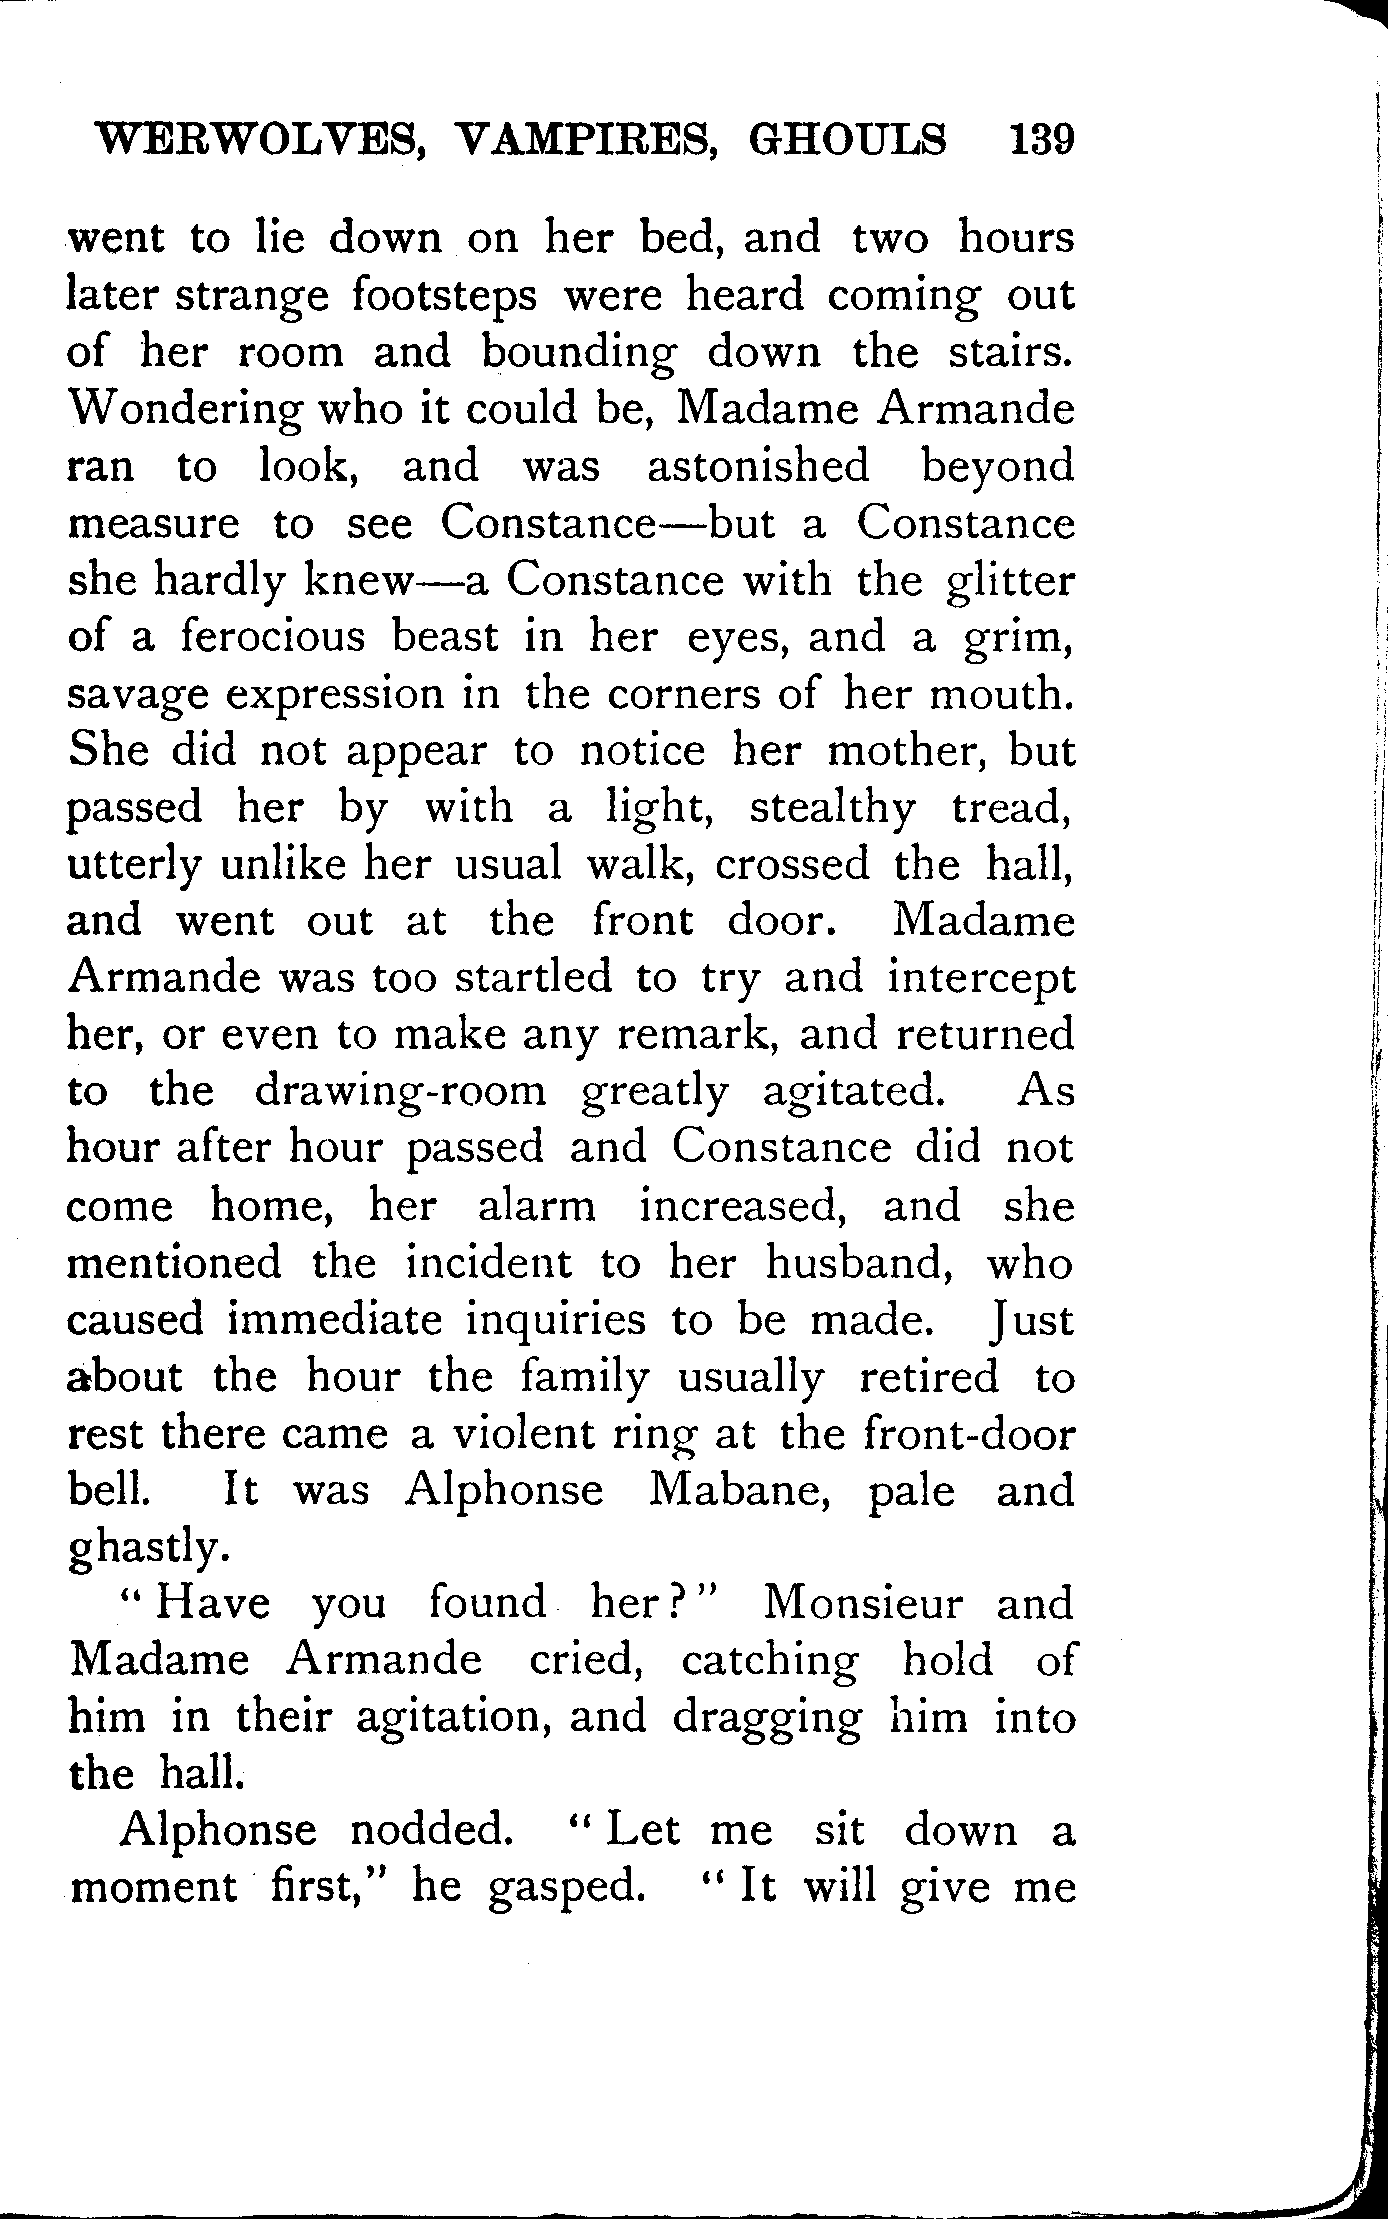 WERWOLVES, VAMPIRES, GHOULS 139
went to lie down on her bed, and two hours
later strange footsteps were heard coming out
of her room and bounding down the stairs.
Wondering who it could be, Madame Armande
ran to look, and was astonished beyond
measure to see Constance—but a Constance
she hardly knew—a Constance with the glitter
of a ferocious beast in her eyes, and a grim,
savage expression in the corners of her mouth.
She did not appear to notice her mother, but
passed her by with a light, stealthy tread,
utterly unlike her usual walk, crossed the hall,
and went out at the front door. Madame
Armande was too startled to try and intercept
her, or even to make any remark, and returned
to the drawing-room greatly agitated. As
hour after hour passed and Constance did not
come home, her alarm increased, and she
mentioned the incident to her husband, who
caused immediate inquiries to be made. Just
about the hour the family usually retired to
rest there came a violent ring at the front-door
bell. It was Alphonse Mabane, pale and
ghastly.
" Have you found her?" Monsieur and
Madame Armande cried, catching hold of
him in their agitation, and dragging him into
the hall.
Alphonse nodded. " Let me sit down a
moment first," he gasped. " It will give me